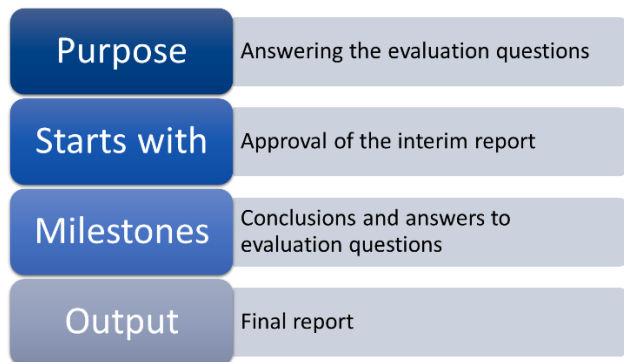 Purpose
Answering the evaluation questions
Starts with
Approval of the interim report
Milestones
Conclusions and answers to
evaluation questions
Output
Final report